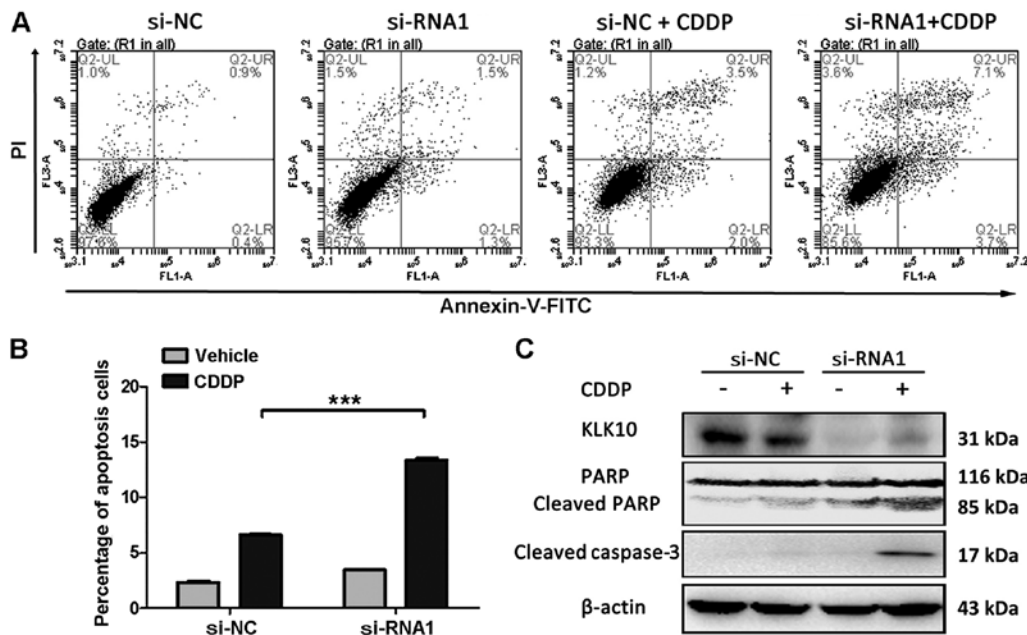 A
si-NC
si-RNA1
si-NC + CDDP
si-RNA1+CDDP
Gate: (R1 in all)
Q2-UL
1.0%
Q2-UR
0.9%
Q2-LL
97.6%
Q2-LR
0.4%
FL3-A
FL1-A
Gate: (R1 in all)
Q2-UL
1.5%
Q2-UR
1.5%
95.7%
Q2-LR
1.3%
FL3-A
FL1-A
Gate: (R1 in all)
Q2-UL
1.2%
Q2-UR
3.5%
Q2-LL
93.3%
Q2-LR
2.0%
FL3-A
FL1-A
Gate: (R1 in all)
Q2-UL
3.6%
Q2-UR
7.1%
Q2-LL
85.6%
Q2-LR
3.7%
FL3-A
FL1-A
PI
Annexin-V-FITC
B
Vehicle
CDDP
Percentage of apoptosis cells
20
15
10
5
0
***
si-NC
si-RNA1
C
si-NC si-RNA1
CDDP - + - +
KLK10 31 kDa
PARP 116 kDa
Cleaved PARP 85 kDa
Cleaved caspase-3 17 kDa
β-actin 43 kDa